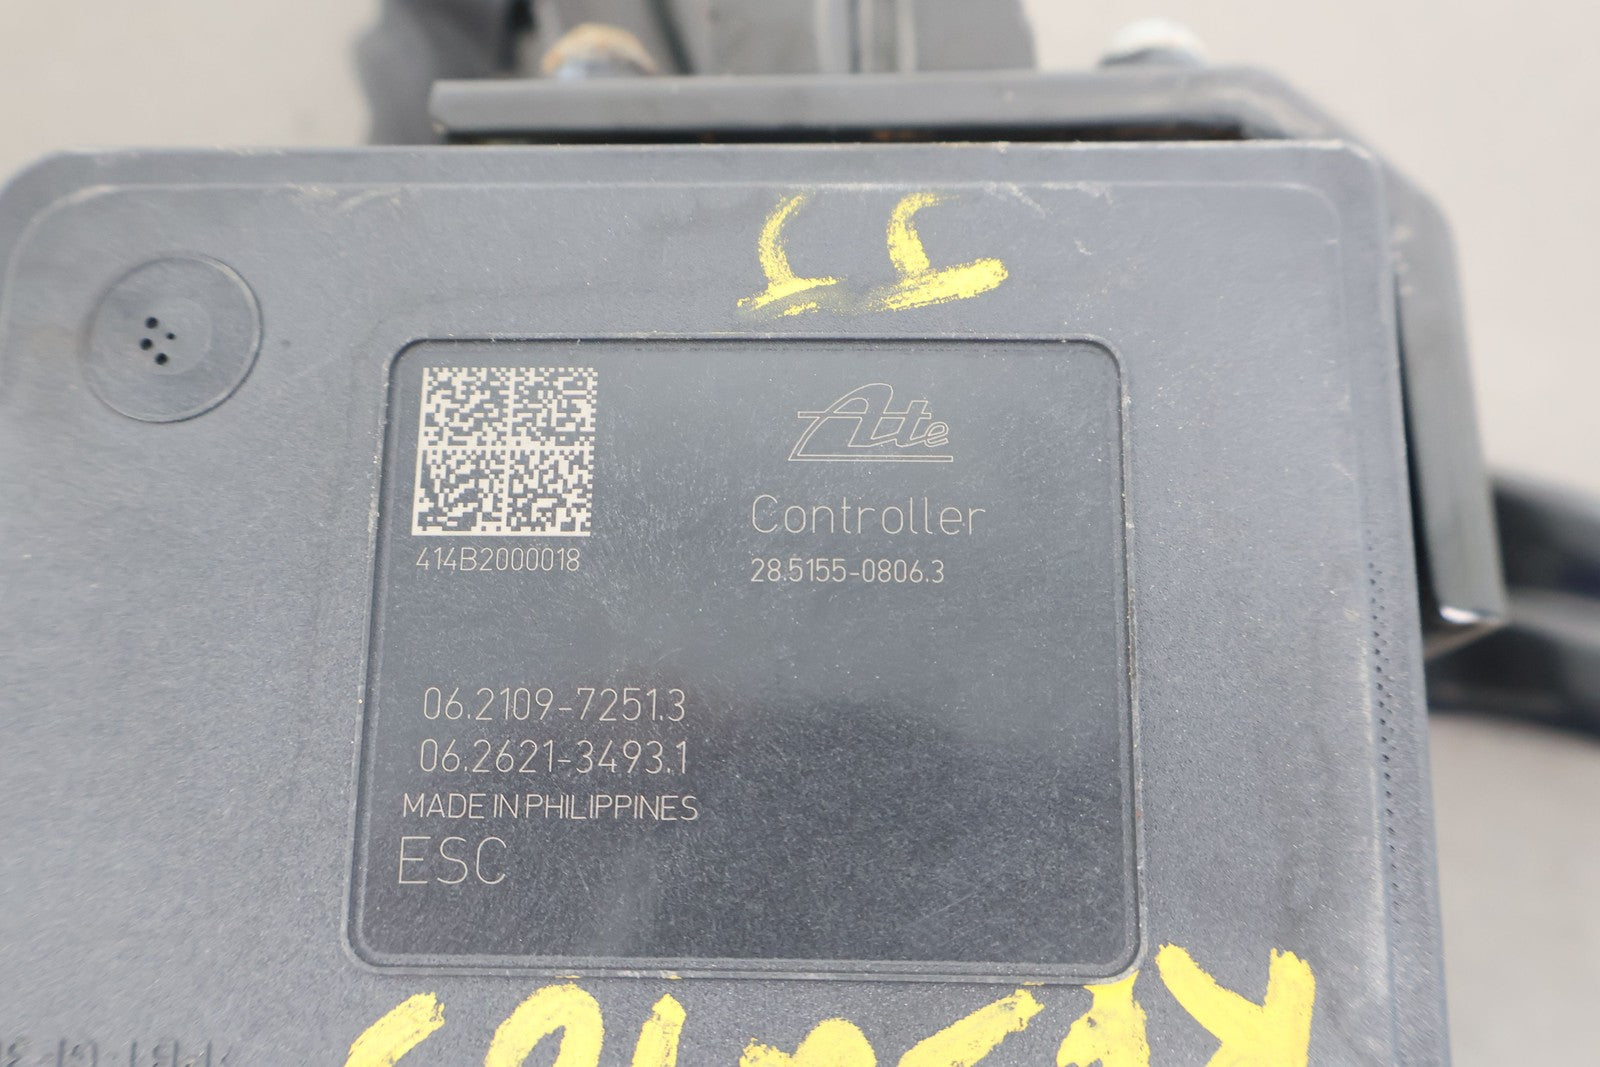 Ate
Controller
28.5155-0806.3
414B2000018
06.2109-7251.3
06.2621-3493.1
MADE IN PHILIPPINES
ESC